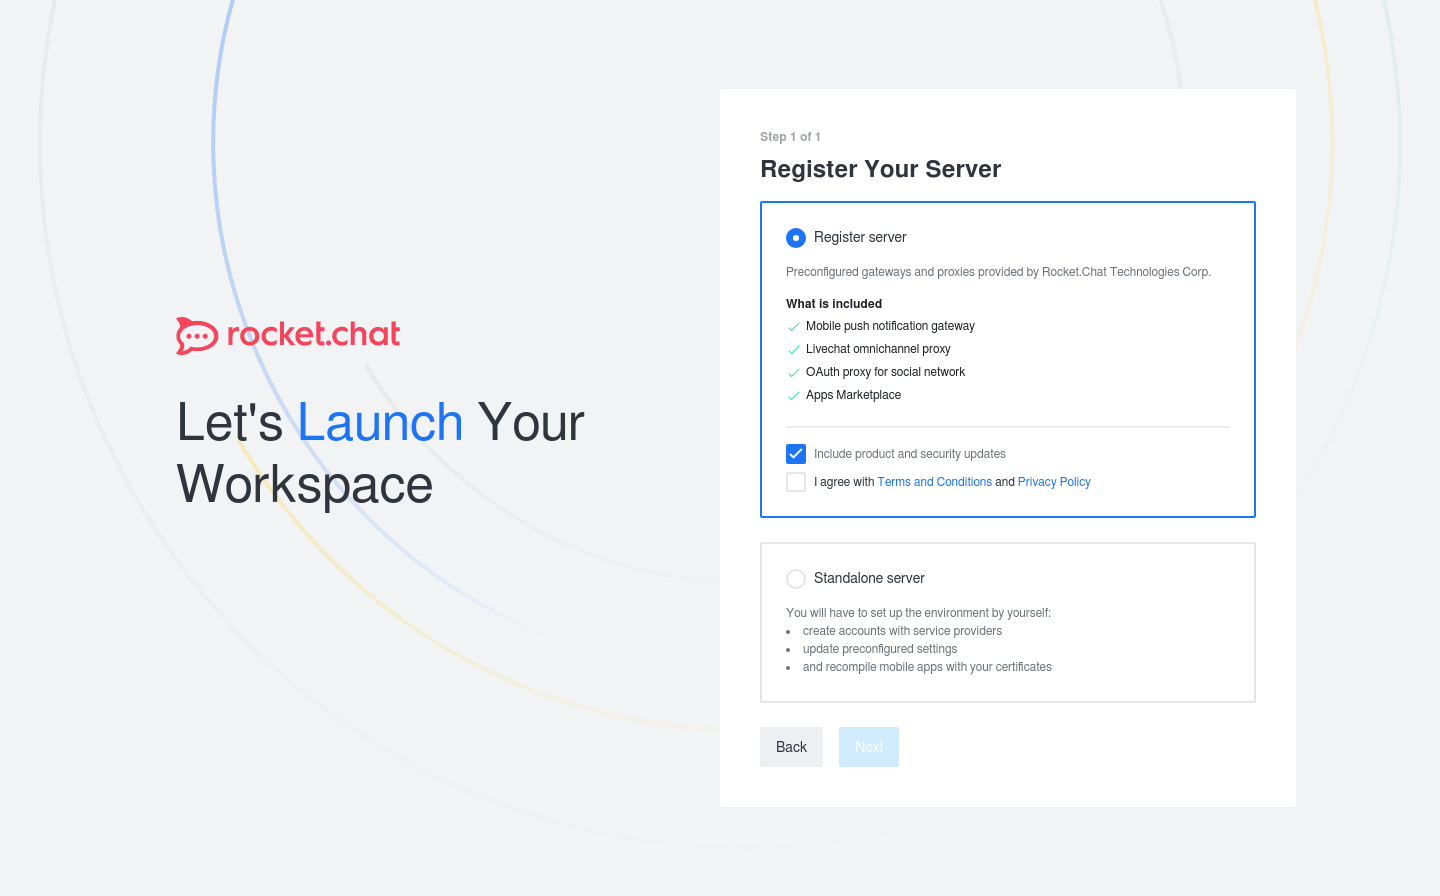 rocket.chat
Let's Launch Your
Workspace
Step 1 of 1
Register Your Server
Register server
Preconfigured gateways and proxies provided by Rocket.Chat Technologies Corp.
What is included
Mobile push notification gateway
Livechat omnichannel proxy
OAuth proxy for social network
Apps Marketplace
Include product and security updates
I agree with Terms and Conditions and Privacy Policy
Standalone server
You will have to set up the environment by yourself:
• create accounts with service providers
• update preconfigured settings
• and recompile mobile apps with your certificates
Back
Next